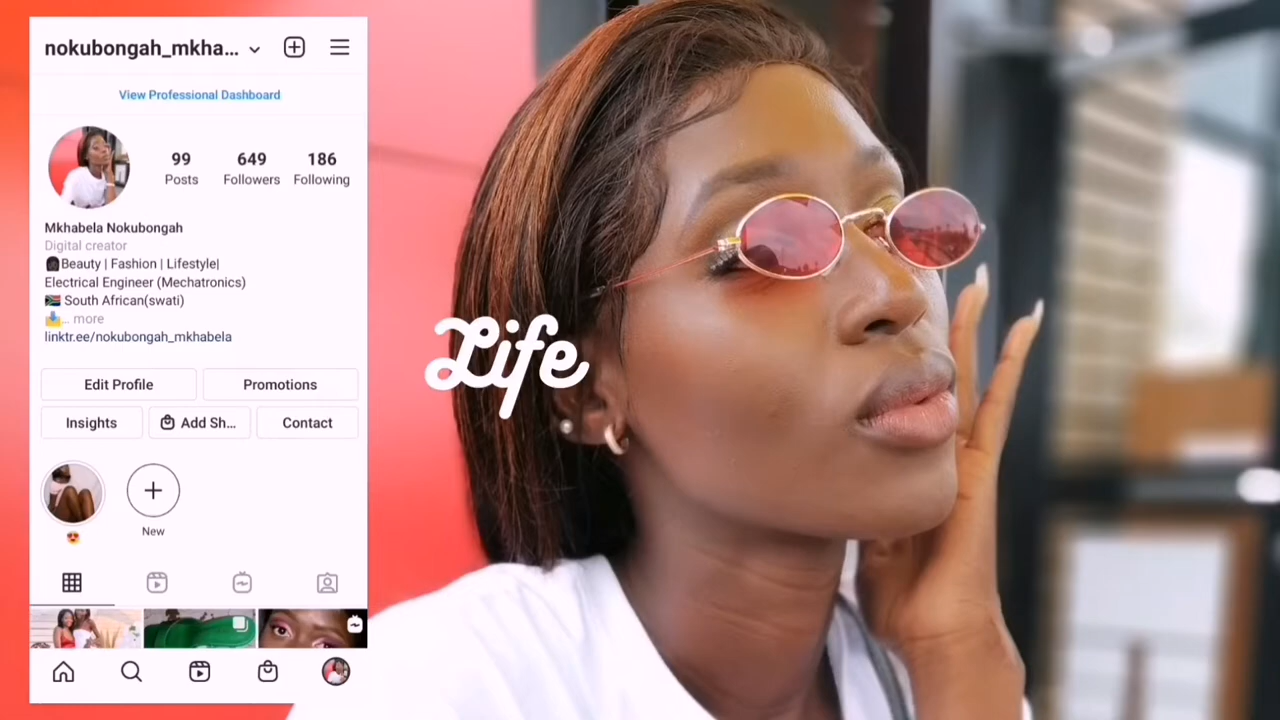 nokubongah_mkha...
View Professional Dashboard
99 649 186
Posts Followers Following
Mkhabela Nokubongah
Digital creator
Beauty | Fashion | Lifestyle|
Electrical Engineer (Mechatronics)
South African(swati)
... more
linktr.ee/nokubongah_mkhabela
Edit Profile Promotions
Insights Add Sh... Contact
New
Life